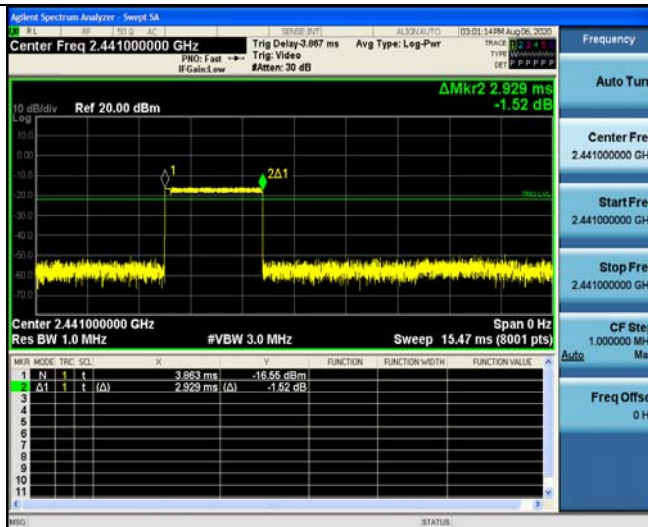 Agilent Spectrum Analyzer - Swept SA
RL RF 50 Ω AC SENSE:INT ALIGN AUTO 03:01:14 PM Aug 06, 2020
Center Freq 2.441000000 GHz
Trig Delay-3.867 ms Avg Type: Log-Pwr
TRACE 1 2 3 4 5 6
PNO: Fast Trig: Video
TYPE
IFGain:Low #Atten: 30 dB
DET P P P P P P
ΔMkr2 2.929 ms
-1.52 dB
10 dB/div Ref 20.00 dBm
Log
10.0
0.00
-10.0
-20.0
-30.0
-40.0
-50.0
-60.0
-70.0
1
2Δ1
TRIG LVL
Center 2.441000000 GHz Span 0 Hz
Res BW 1.0 MHz #VBW 3.0 MHz Sweep 15.47 ms (8001 pts)
MKR MODE TRC SCL X Y FUNCTION FUNCTION WIDTH FUNCTION VALUE
1 N 1 t 3.863 ms -16.55 dBm
2 Δ1 1 t (Δ) 2.929 ms (Δ) -1.52 dB
3
4
5
6
7
8
9
10
11
MSG STATUS
Frequency
Auto Tun
Center Fre
2.441000000 GH
Start Fre
2.441000000 GH
Stop Fre
2.441000000 GH
CF Ste
1.000000 MH
Auto Ma
Freq Offse
0 H